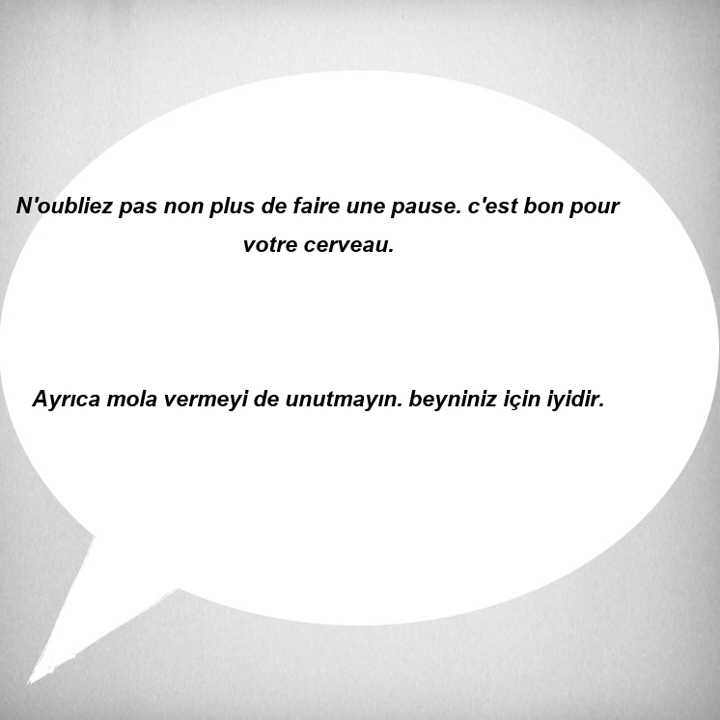 N'oubliez pas non plus de faire une pause. c'est bon pour
votre cerveau.
Ayrıca mola vermeyi de unutmayın. beyniniz için iyidir.